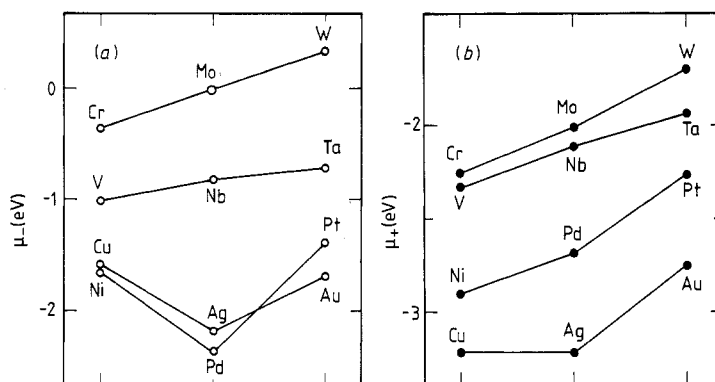 (a)
W
Mo
0
Cr
Ta
V
Nb
-1
Pt
Cu
Ni
Ag
Au
-2
Pd
μ₋(eV)
(b)
W
Mo
-2
Cr
Ta
V
Nb
Pt
Pd
Ni
Au
-3
Cu
Ag
μ₊(eV)